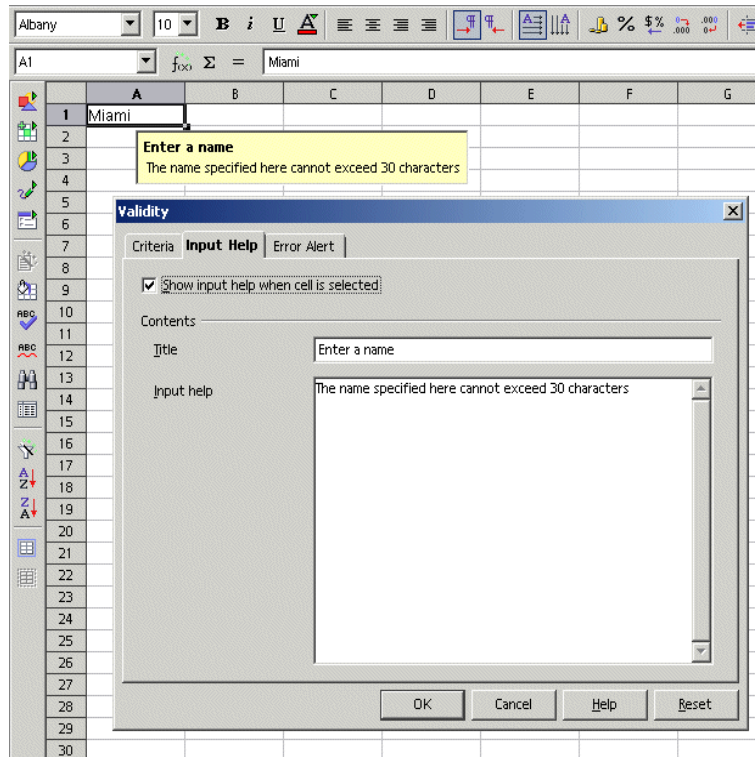 Albany 10 B i U A A A % $% .000 .000
A1 f(x) Σ = Miami
A B C D E F G
1 Miami
2
Enter a name
3
The name specified here cannot exceed 30 characters
4
5
Validity
6
7
Criteria Input Help Error Alert
8
9
Show input help when cell is selected
ABC
10
Contents
11
ABC
12
Title Enter a name
13
14
Input help The name specified here cannot exceed 30 characters
15
16
17
A
Z
18
Z
A
19
20
21
22
23
24
25
26
27
28
OK Cancel Help Reset
29
30